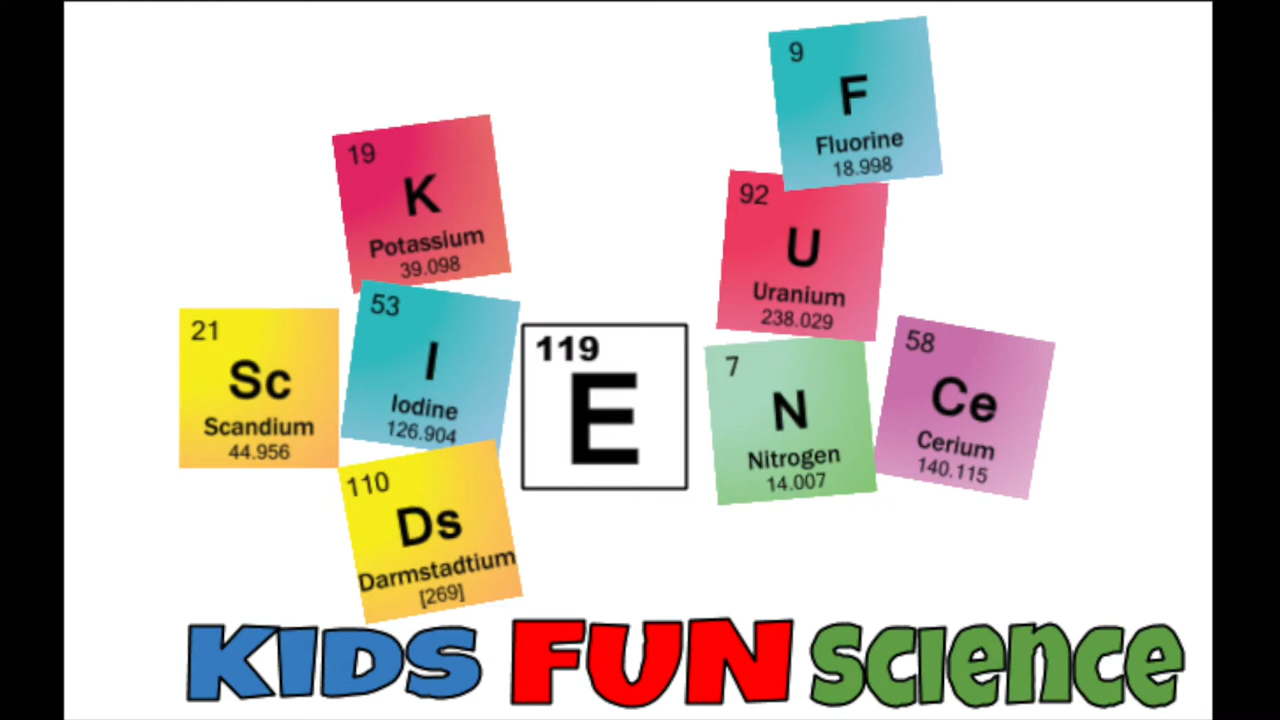 9
F
Fluorine
18.998
19
K
Potassium
39.098
92
U
Uranium
238.029
21
Sc
Scandium
44.956
53
I
Iodine
126.904
119
E
7
N
Nitrogen
14.007
58
Ce
Cerium
140.115
110
Ds
Darmstadtium
[269]
KIDS FUN SCIENCE